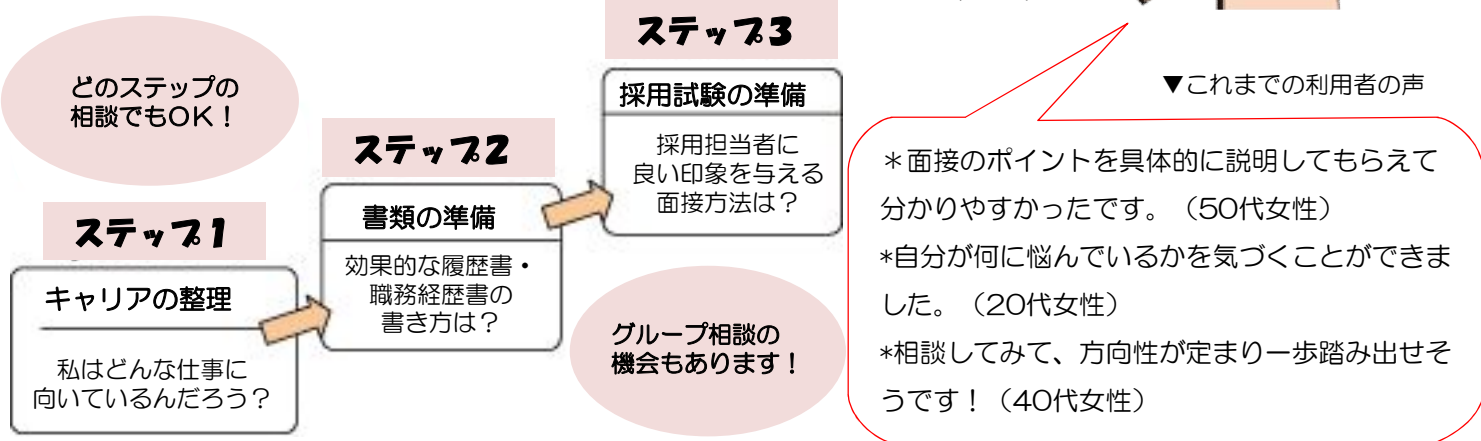 どのステップの
相談でもOK！
ステップ1
キャリアの整理
私はどんな仕事に
向いているんだろう？
ステップ2
書類の準備
効果的な履歴書・
職務経歴書の
書き方は？
ステップ3
採用試験の準備
採用担当者に
良い印象を与える
面接方法は？
グループ相談の
機会もあります！
▼これまでの利用者の声
＊面接のポイントを具体的に説明してもらえて
分かりやすかったです。（50代女性）
*自分が何に悩んでいるかを気づくことができま
した。（20代女性）
*相談してみて、方向性が定まり一歩踏み出せそ
うです！（40代女性）